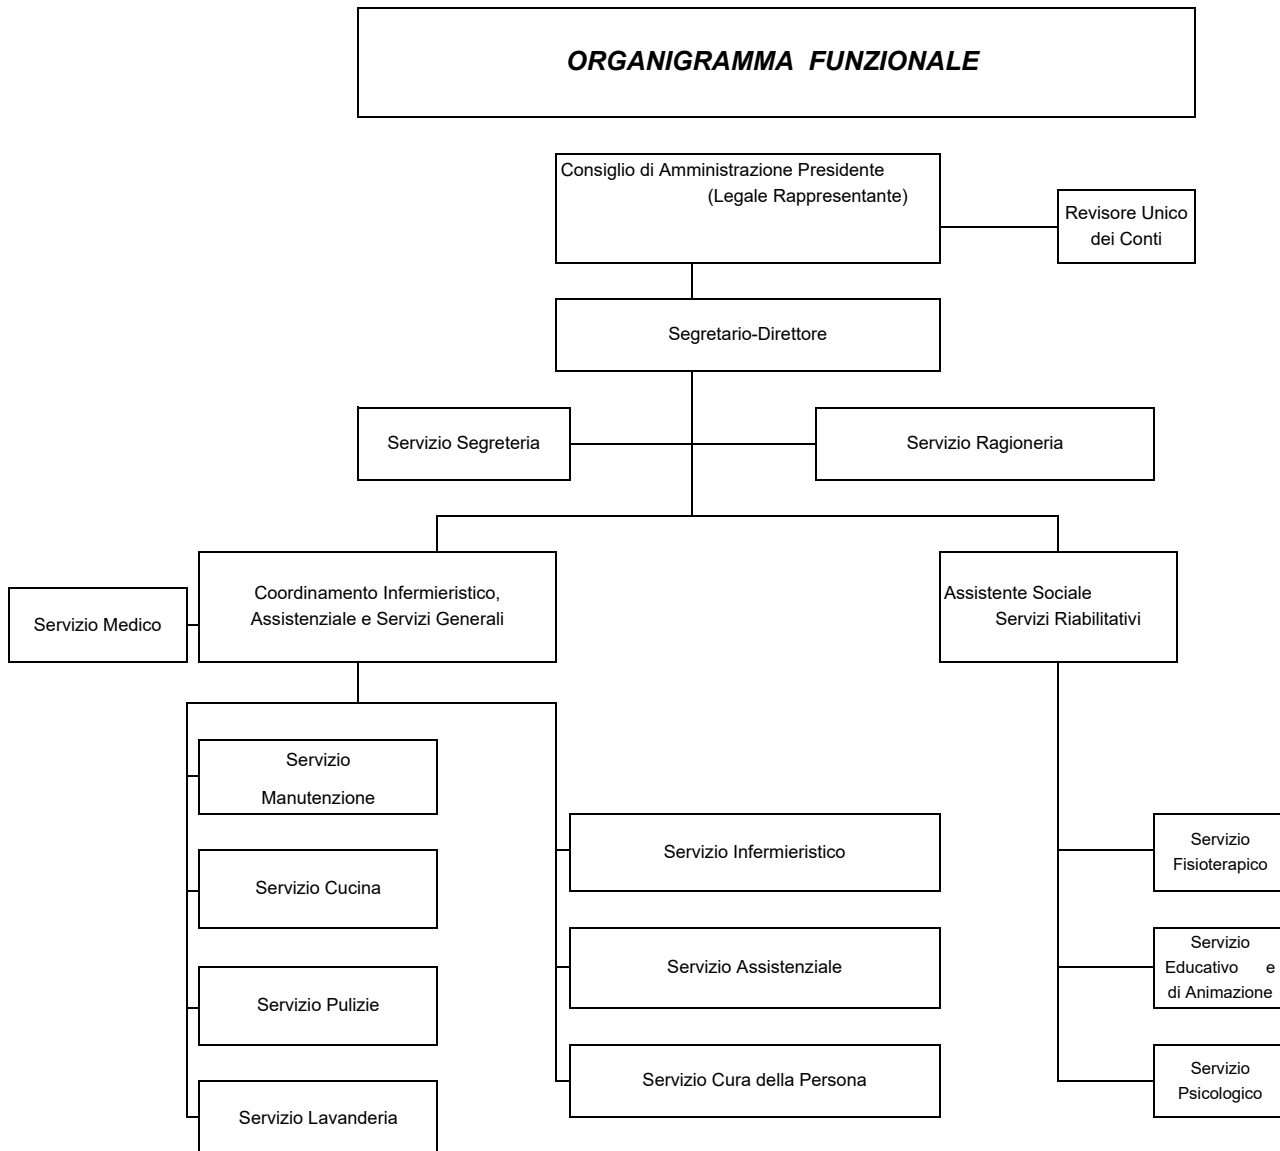 ORGANIGRAMMA FUNZIONALE
Consiglio di Amministrazione Presidente
(Legale Rappresentante)
Revisore Unico
dei Conti
Segretario-Direttore
Servizio Segreteria
Servizio Ragioneria
Servizio Medico
Coordinamento Infermieristico,
Assistenziale e Servizi Generali
Assistente Sociale
Servizi Riabilitativi
Servizio
Manutenzione
Servizio Cucina
Servizio Pulizie
Servizio Lavanderia
Servizio Infermieristico
Servizio Assistenziale
Servizio Cura della Persona
Servizio
Fisioterapico
Servizio
Educativo e
di Animazione
Servizio
Psicologico